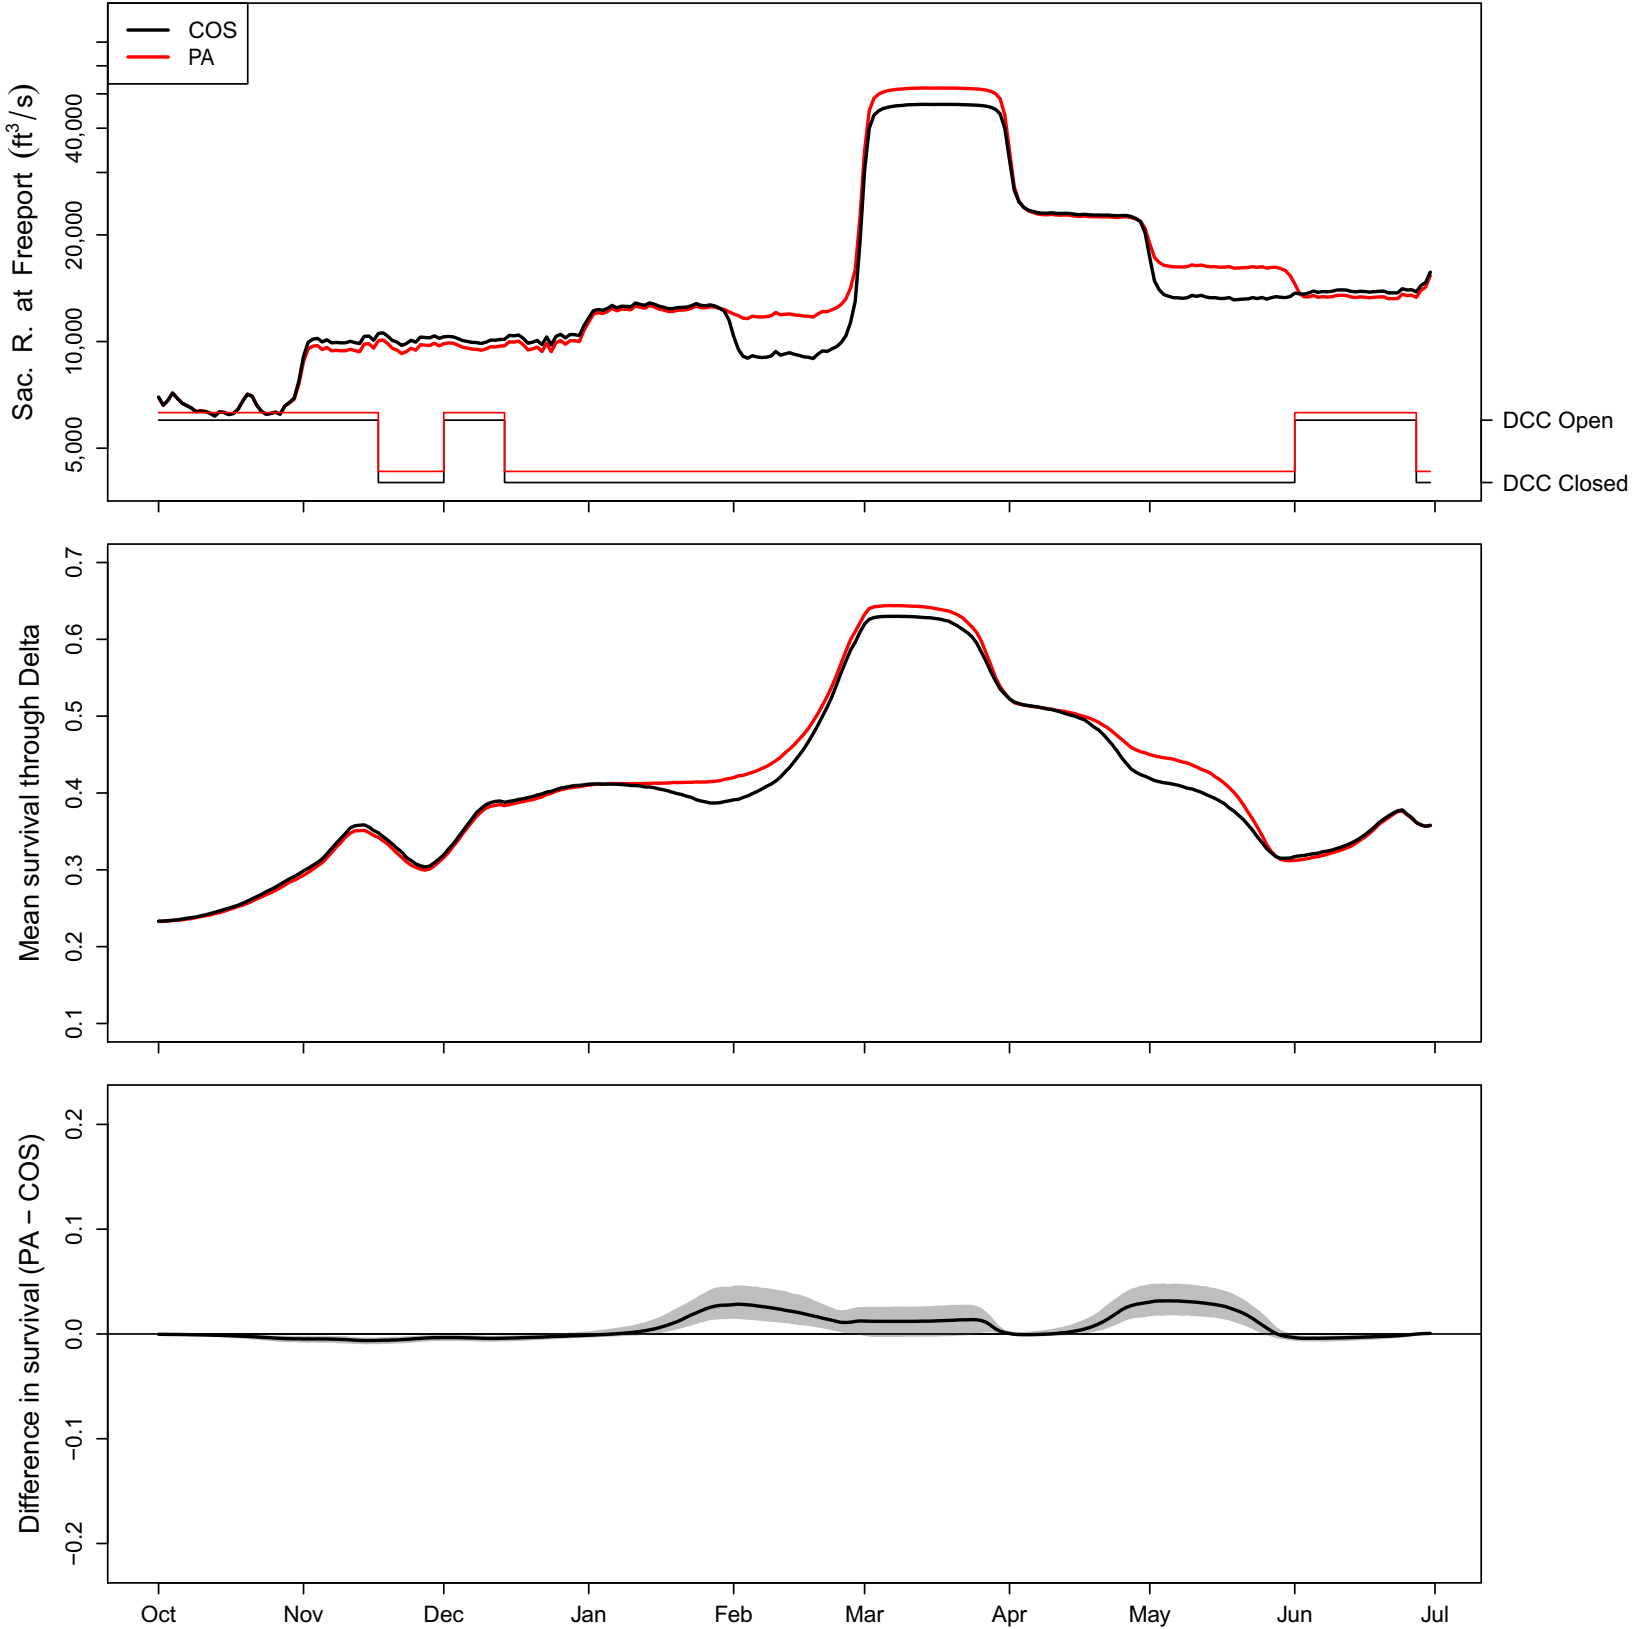 COS
PA
Sac. R. at Freeport (ft³/s)
40,000
20,000
10,000
5,000
DCC Open
DCC Closed
Mean survival through Delta
0.7
0.6
0.5
0.4
0.3
0.2
0.1
Difference in survival (PA − COS)
0.2
0.1
0.0
−0.1
−0.2
Oct Nov Dec Jan Feb Mar Apr May Jun Jul